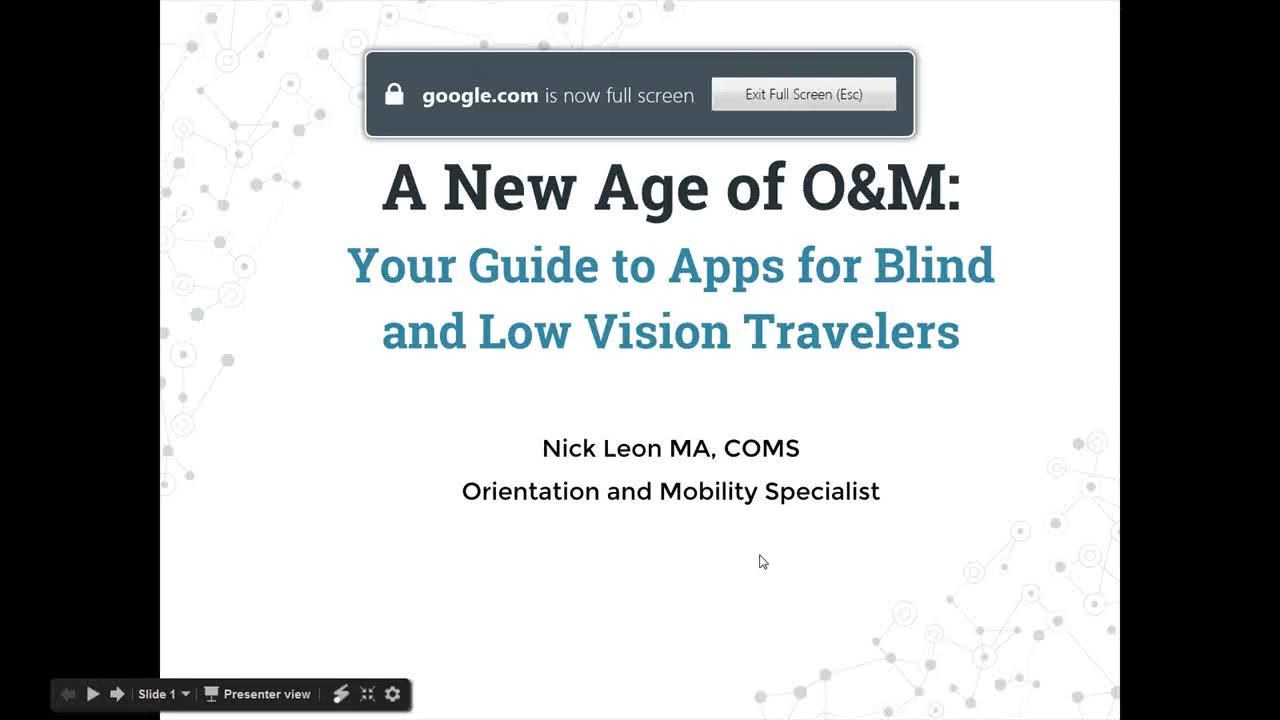 google.com is now full screen Exit Full Screen (Esc)
A New Age of O&M:
Your Guide to Apps for Blind
and Low Vision Travelers
Nick Leon MA, COMS
Orientation and Mobility Specialist
Slide 1 Presenter view